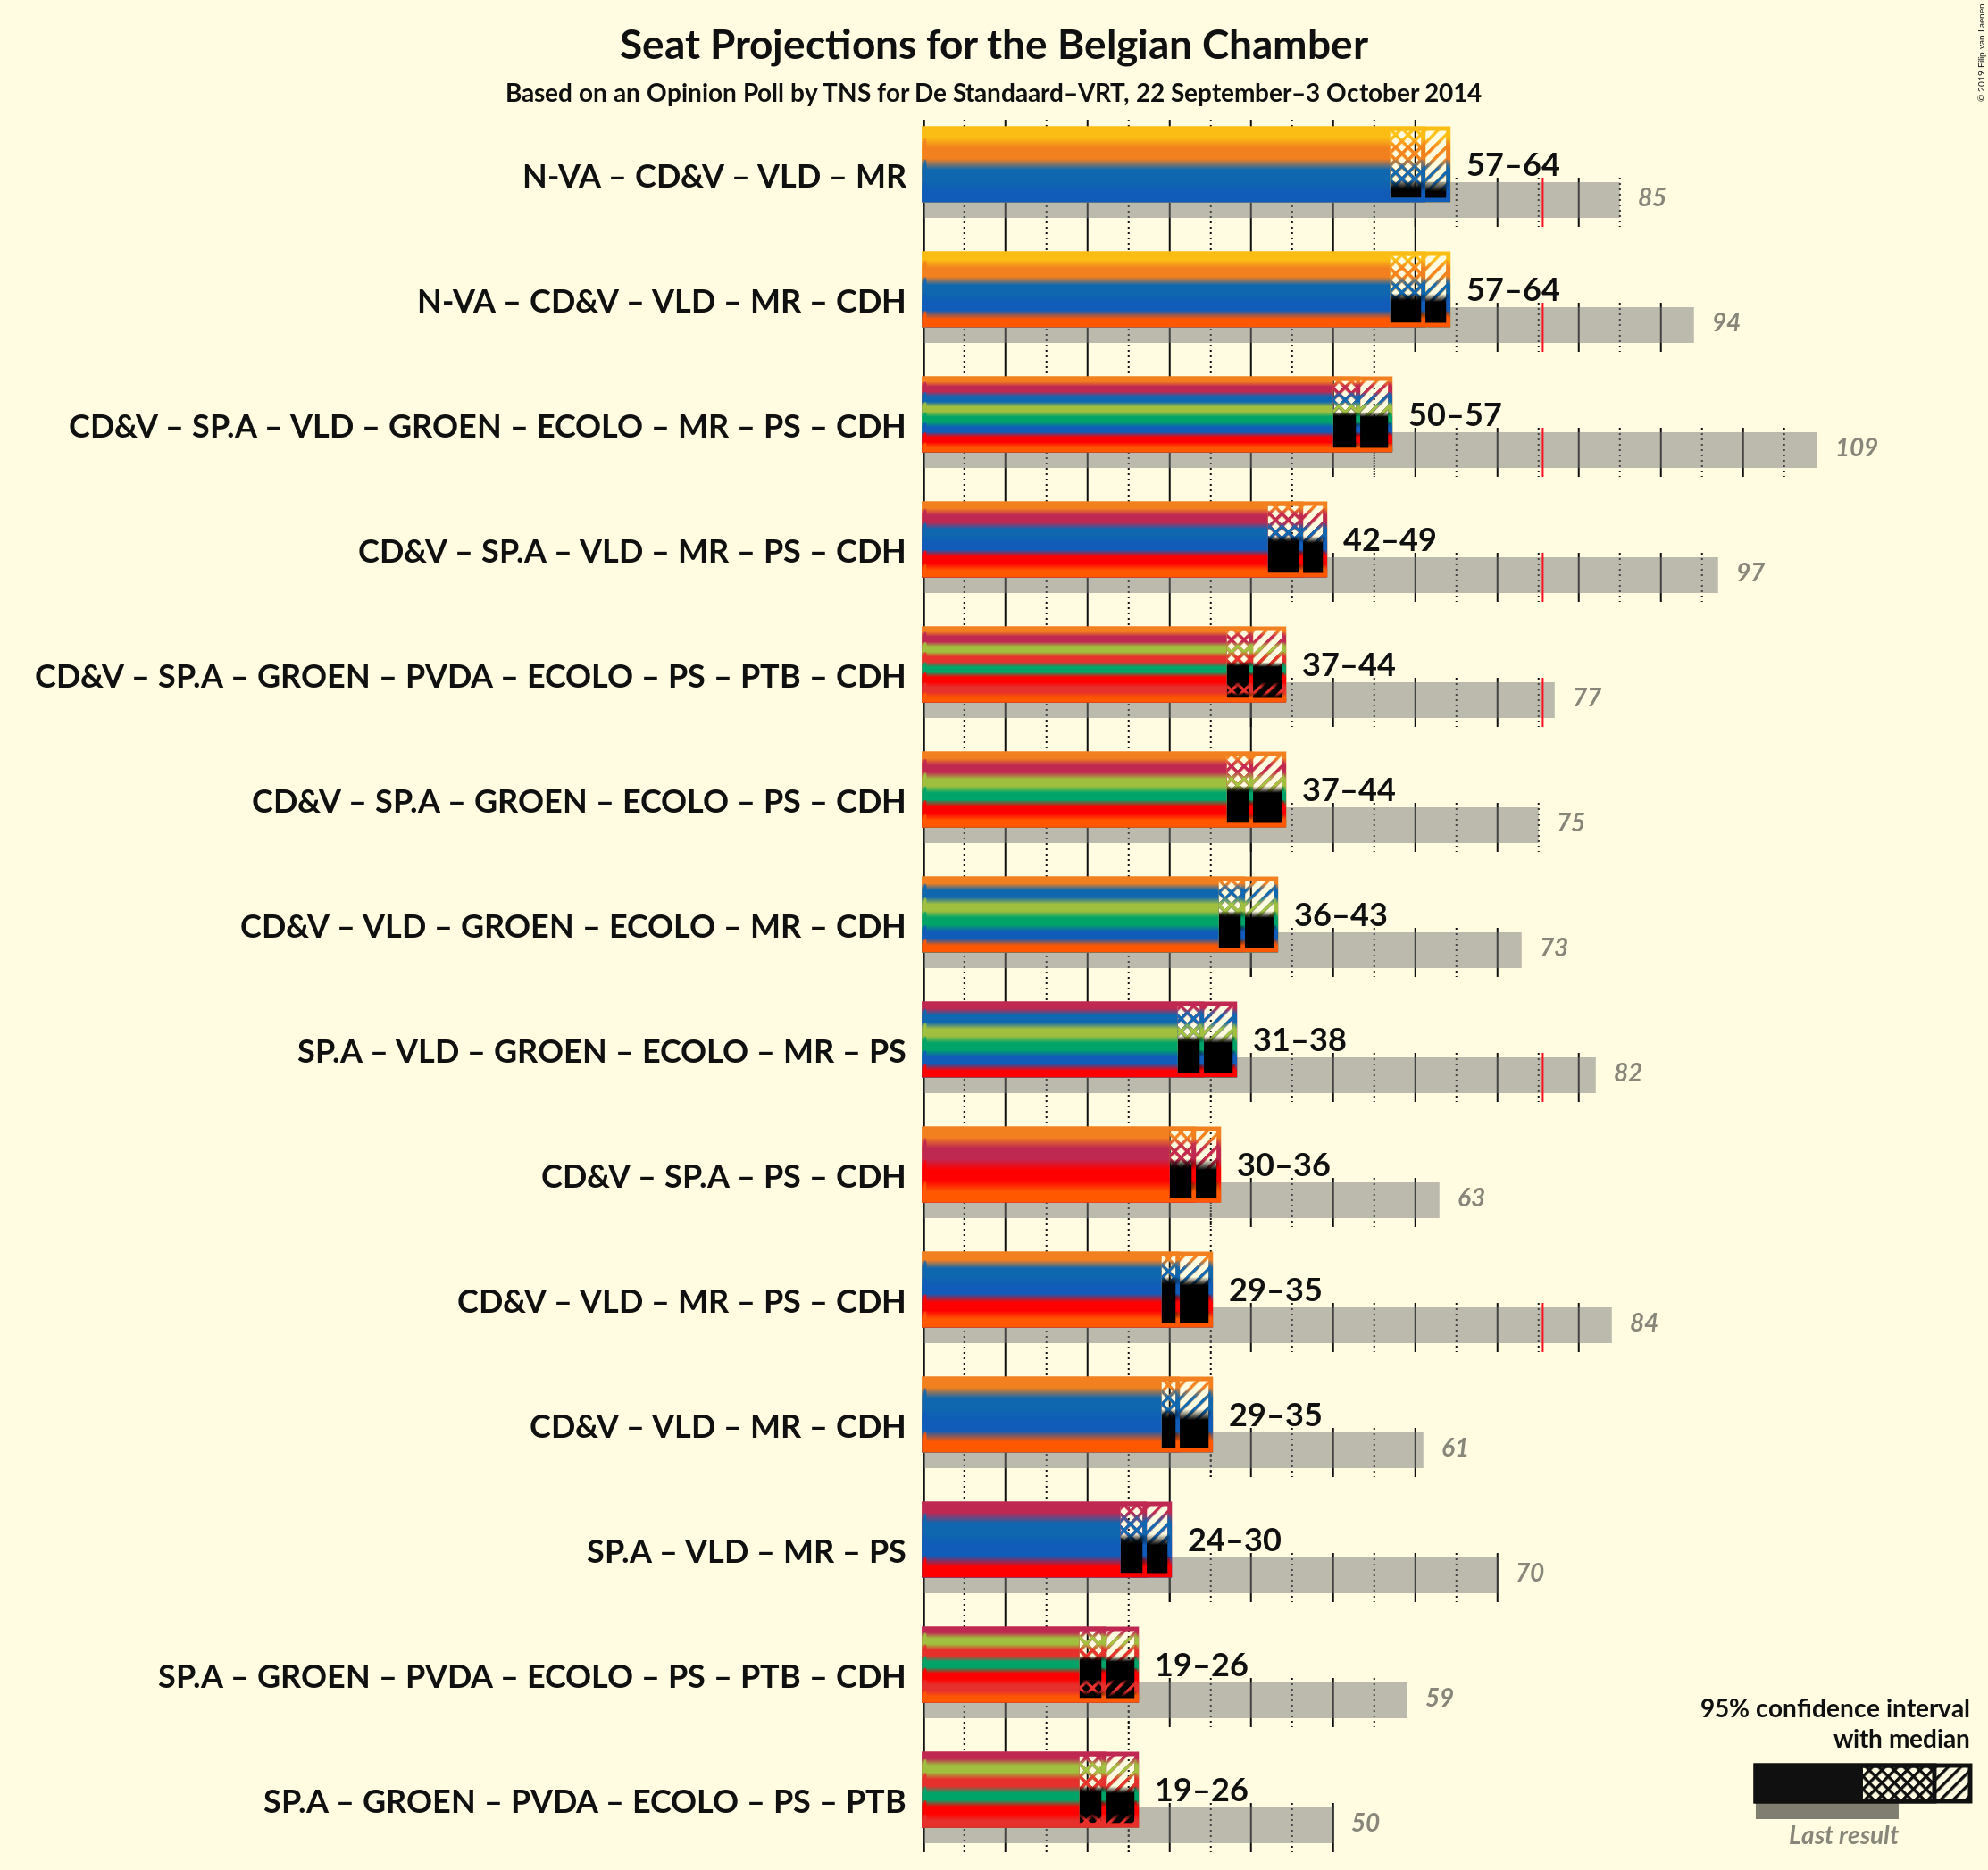 Seat Projections for the Belgian Chamber
Based on an Opinion Poll by TNS for De Standaard–VRT, 22 September–3 October 2014
© 2019 Filip van Laenen
N-VA – CD&V – VLD – MR 57–64 85
N-VA – CD&V – VLD – MR – CDH 57–64 94
CD&V – SP.A – VLD – GROEN – ECOLO – MR – PS – CDH 50–57 109
CD&V – SP.A – VLD – MR – PS – CDH 42–49 97
CD&V – SP.A – GROEN – PVDA – ECOLO – PS – PTB – CDH 37–44 77
CD&V – SP.A – GROEN – ECOLO – PS – CDH 37–44 75
CD&V – VLD – GROEN – ECOLO – MR – CDH 36–43 73
SP.A – VLD – GROEN – ECOLO – MR – PS 31–38 82
CD&V – SP.A – PS – CDH 30–36 63
CD&V – VLD – MR – PS – CDH 29–35 84
CD&V – VLD – MR – CDH 29–35 61
SP.A – VLD – MR – PS 24–30 70
SP.A – GROEN – PVDA – ECOLO – PS – PTB – CDH 19–26 59
SP.A – GROEN – PVDA – ECOLO – PS – PTB 19–26 50
95% confidence interval
with median
Last result